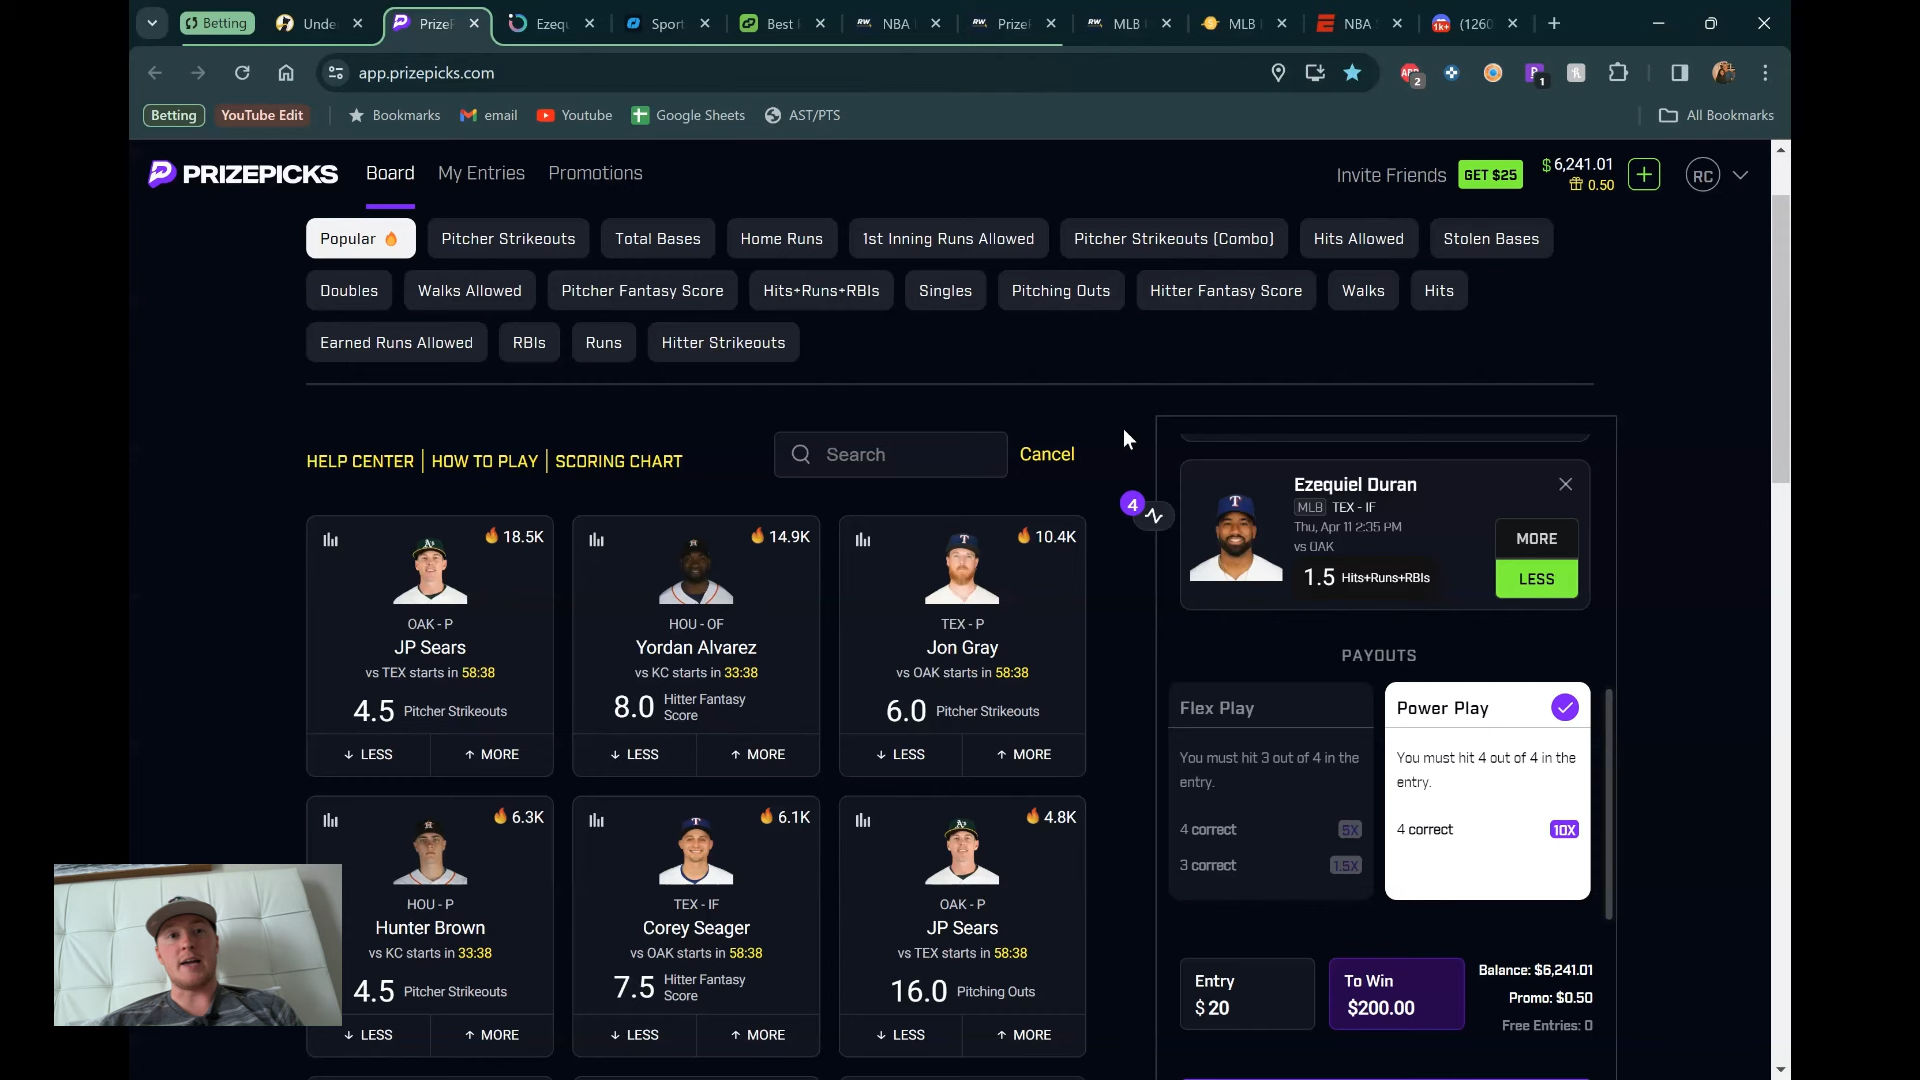 Betting
Unde
PrizeP
Ezequ
Sport
Best
NBA
Prize
MLB
MLB
NBA
(1260
app.prizepicks.com
2
1
Betting
YouTube Edit
Bookmarks
email
Youtube
Google Sheets
AST/PTS
All Bookmarks
PRIZEPICKS
Board
My Entries
Promotions
Invite Friends
GET $25
$ 6,241.01
0.50
RC
Popular
Pitcher Strikeouts
Total Bases
Home Runs
1st Inning Runs Allowed
Pitcher Strikeouts (Combo)
Hits Allowed
Stolen Bases
Doubles
Walks Allowed
Pitcher Fantasy Score
Hits+Runs+RBIs
Singles
Pitching Outs
Hitter Fantasy Score
Walks
Hits
Earned Runs Allowed
RBIs
Runs
Hitter Strikeouts
HELP CENTER | HOW TO PLAY | SCORING CHART
Search
Cancel
18.5K
OAK - P
JP Sears
vs TEX starts in 58:38
4.5 Pitcher Strikeouts
LESS
MORE
14.9K
HOU - OF
Yordan Alvarez
vs KC starts in 33:38
8.0 Hitter Fantasy
Score
LESS
MORE
10.4K
TEX - P
Jon Gray
vs OAK starts in 58:38
6.0 Pitcher Strikeouts
LESS
MORE
6.3K
HOU - P
Hunter Brown
vs KC starts in 33:38
4.5 Pitcher Strikeouts
LESS
MORE
6.1K
TEX - IF
Corey Seager
vs OAK starts in 58:38
7.5 Hitter Fantasy
Score
LESS
MORE
4.8K
OAK - P
JP Sears
vs TEX starts in 58:38
16.0 Pitching Outs
LESS
MORE
4
Ezequiel Duran
MLB TEX - IF
Thu, Apr 11 2:35 PM
vs OAK
1.5 Hits+Runs+RBIs
MORE
LESS
PAYOUTS
Flex Play
You must hit 3 out of 4 in the
entry.
4 correct 5X
3 correct 1.5X
Power Play
You must hit 4 out of 4 in the
entry.
4 correct 10X
Entry
$ 20
To Win
$200.00
Balance: $6,241.01
Promo: $0.50
Free Entries: 0